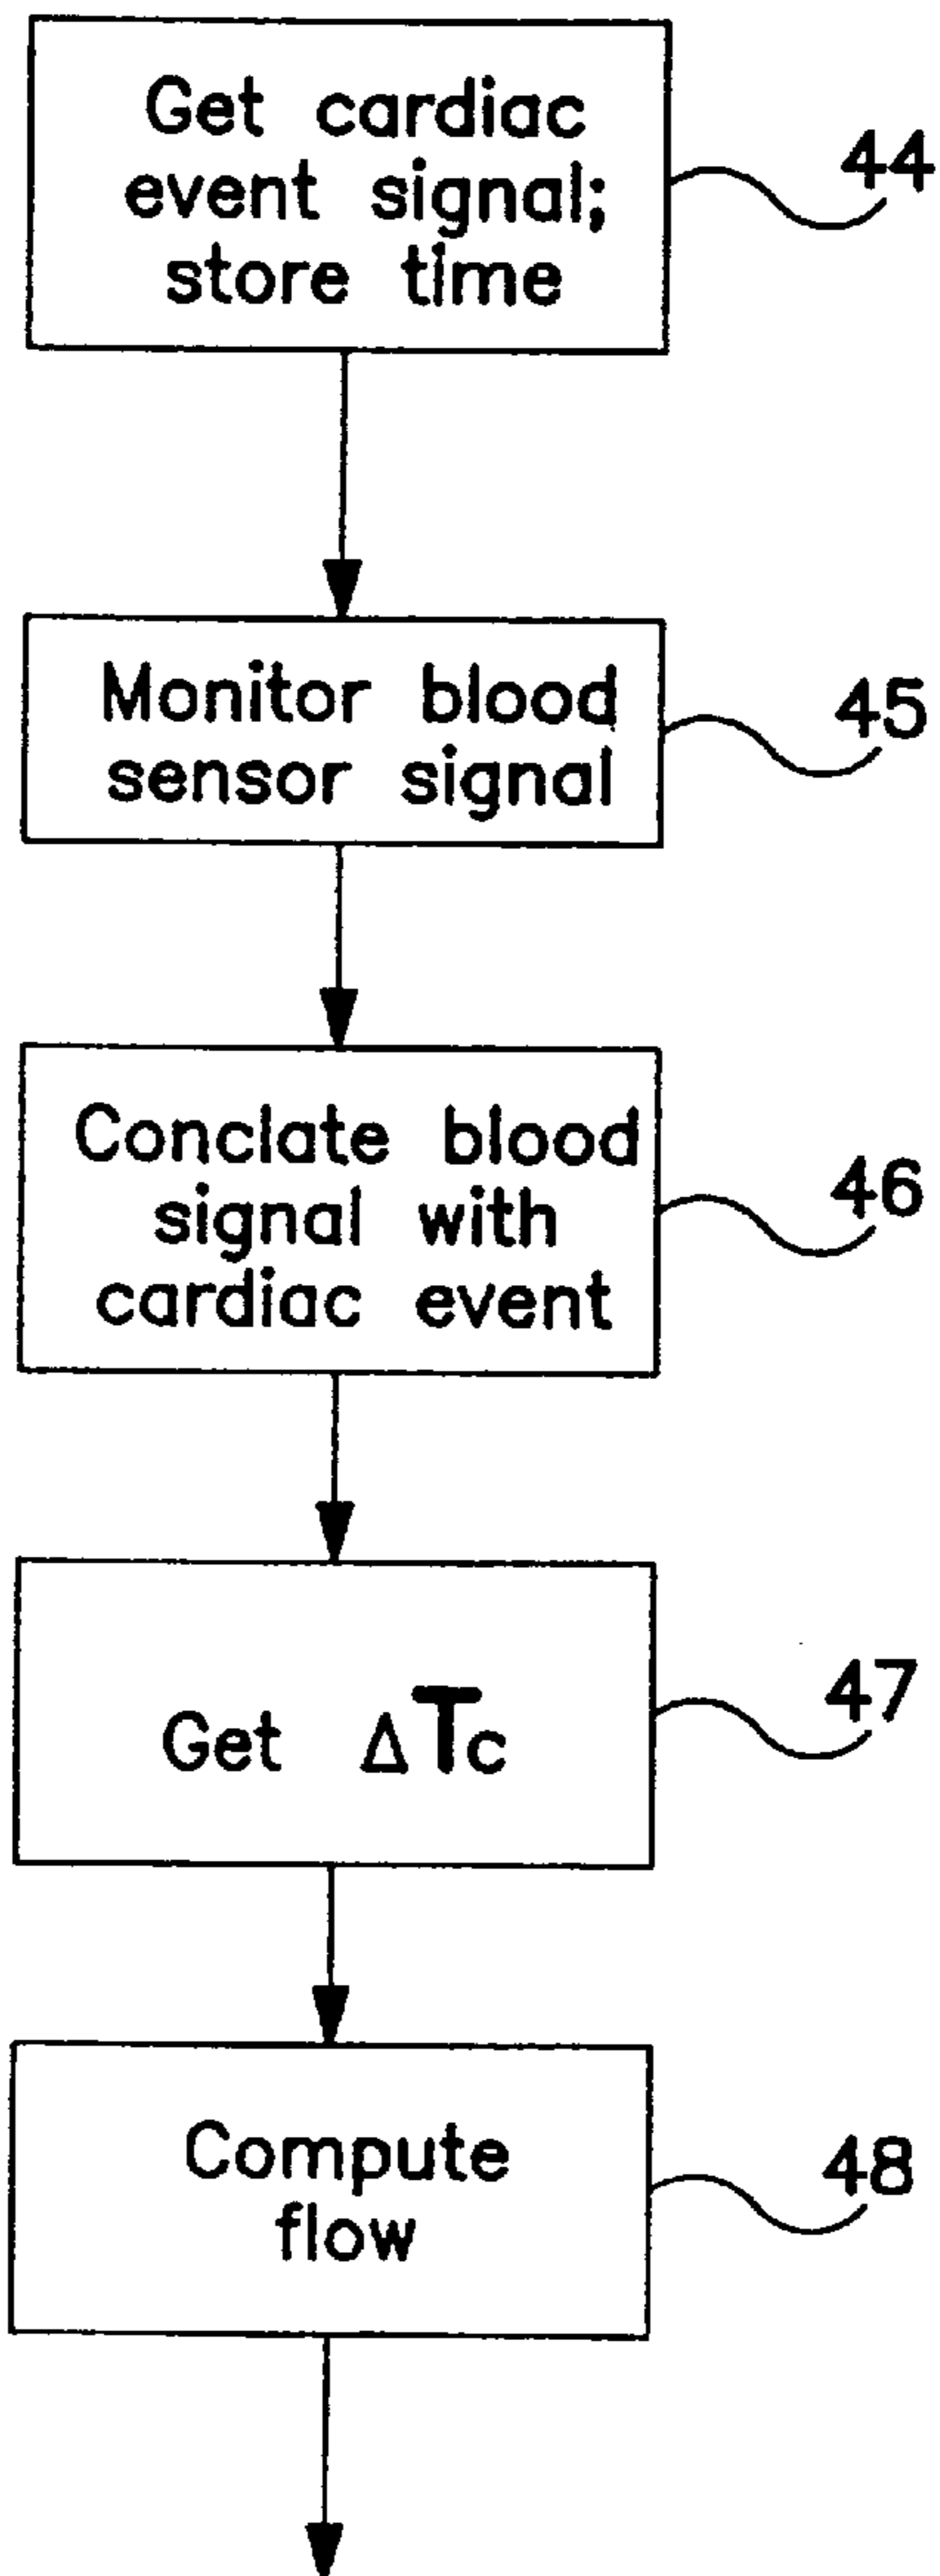 Get cardiac
event signal;
store time
44
Monitor blood
sensor signal
45
Conclate blood
signal with
cardiac event
46
Get ΔTc
47
Compute
flow
48